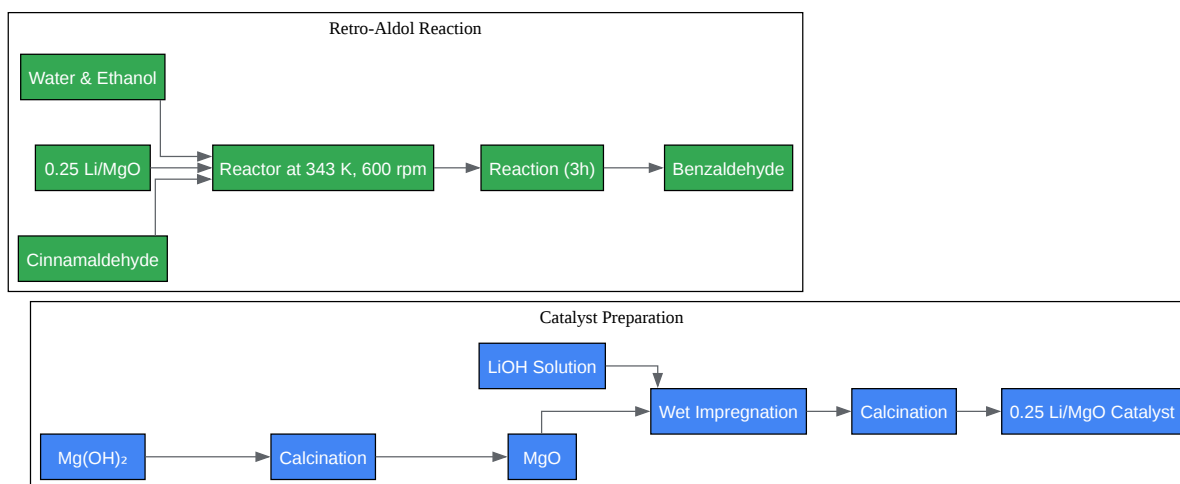 Retro-Aldol Reaction
Water & Ethanol
0.25 Li/MgO
Reactor at 343 K, 600 rpm
Reaction (3h)
Benzaldehyde
Cinnamaldehyde
Catalyst Preparation
LiOH Solution
Wet Impregnation
Calcination
0.25 Li/MgO Catalyst
Mg(OH)₂
Calcination
MgO